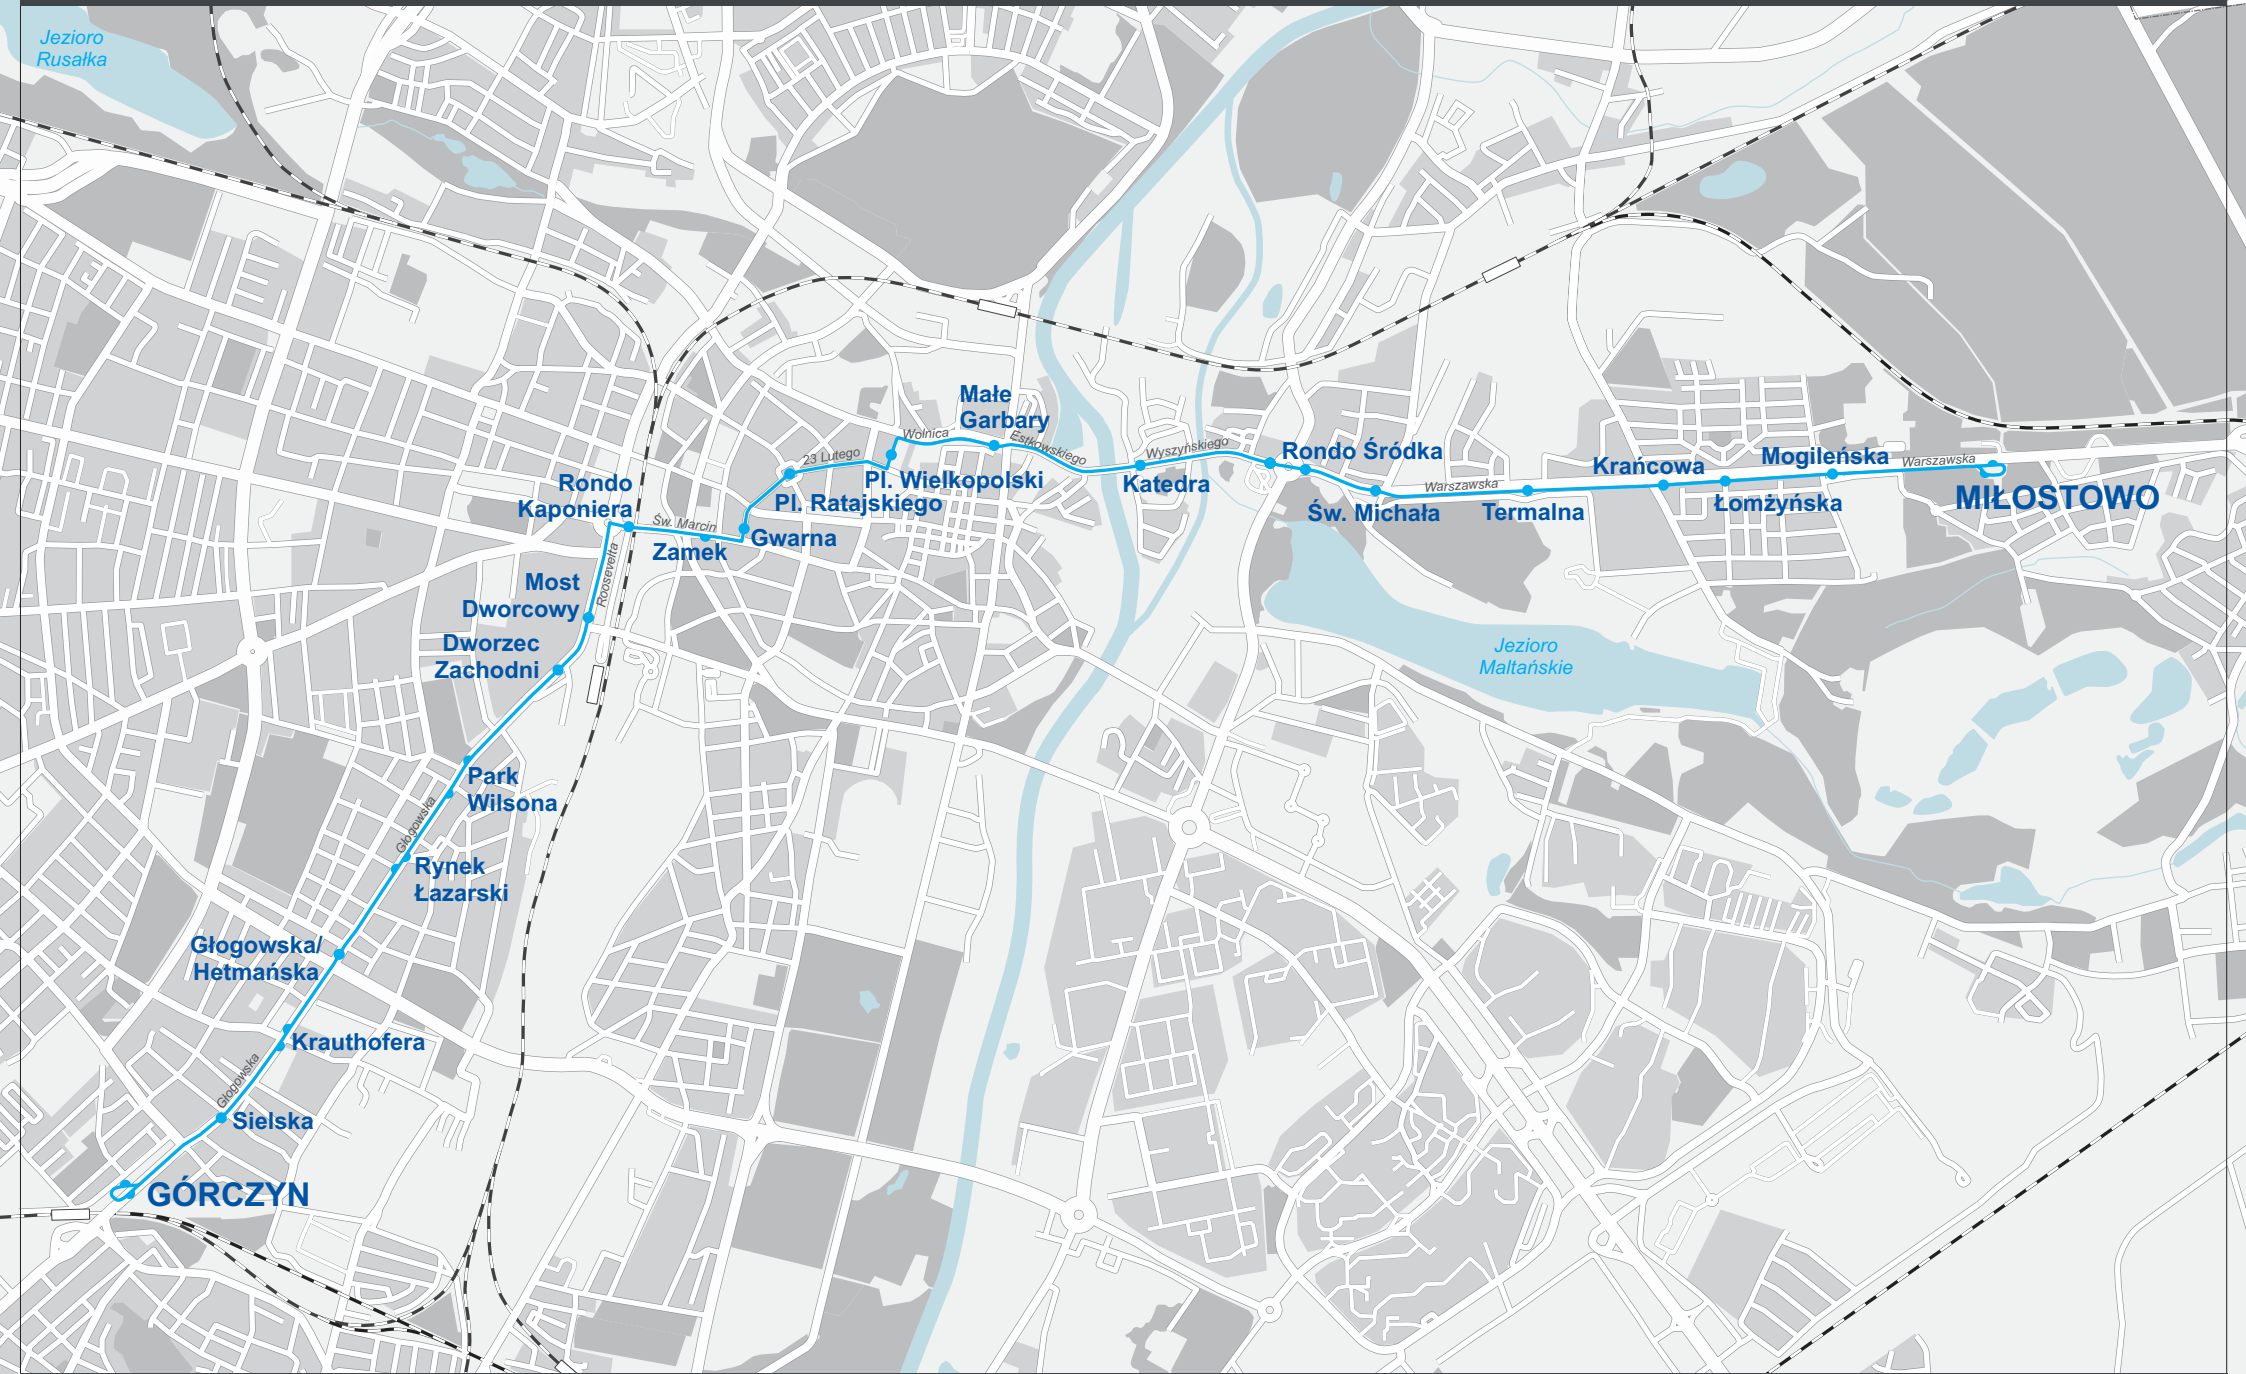 Jezioro
Rusałka
Małe
Garbary
Wolnica
Estkowskiego
23 Lutego
Wyszyńskiego
Rondo Śródka
Mogileńska
Krańcowa
Warszawska
Rondo
Kaponiera
Pl. Wielkopolski
Katedra
Pl. Ratajskiego
Warszawska
Łomżyńska
MIŁOSTOWO
Św. Michała
Termalna
Św. Marcin
Gwarna
Zamek
Roosevelta
Most
Dworcowy
Dworzec
Zachodni
Jezioro
Maltańskie
Park
Wilsona
Głogowska
Rynek
Łazarski
Głogowska/
Hetmańska
Krauthofera
Głogowska
Sielska
GÓRCZYN